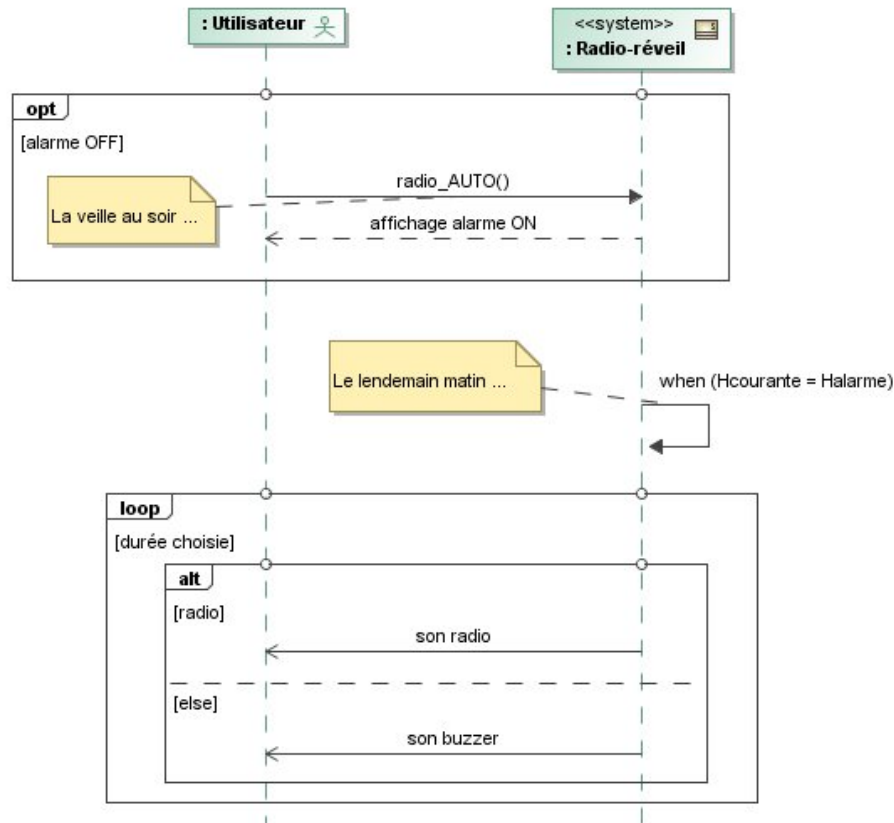 : Utilisateur
<<system>>
: Radio-réveil
opt
[alarme OFF]
radio_AUTO()
La veille au soir ...
affichage alarme ON
Le lendemain matin ...
when (Hcourante = Halarme)
loop
[durée choisie]
alt
[radio]
son radio
[else]
son buzzer